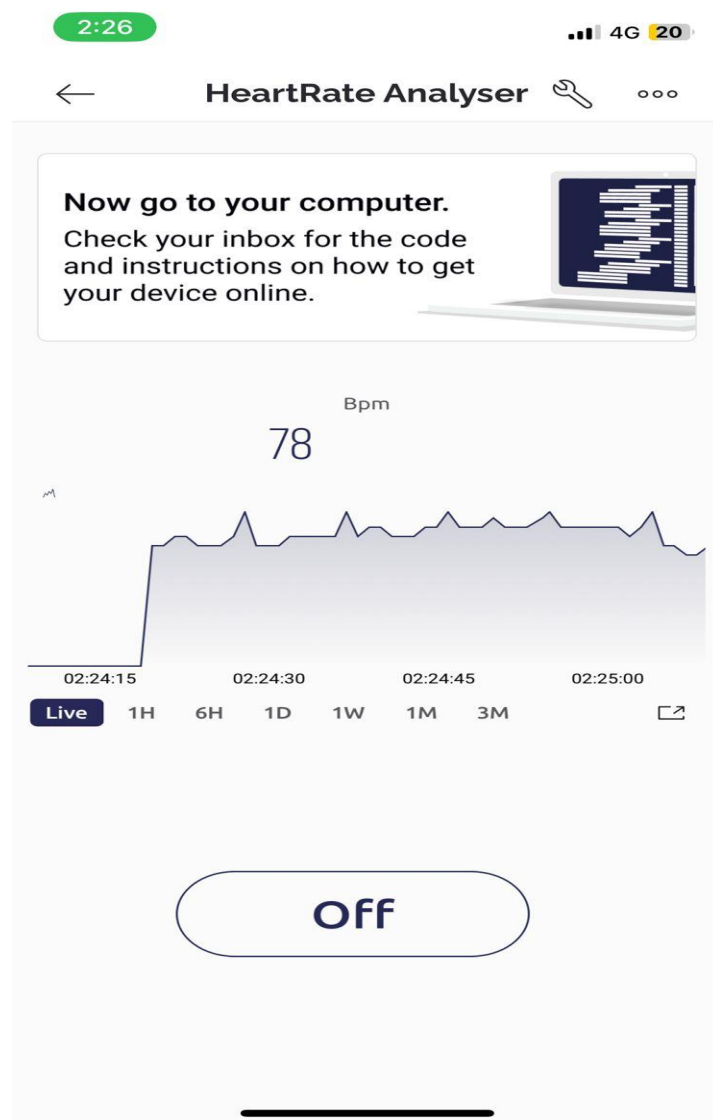 2:26
4G 20
HeartRate Analyser
Now go to your computer.
Check your inbox for the code
and instructions on how to get
your device online.
Bpm
78
02:24:15 02:24:30 02:24:45 02:25:00
Live 1H 6H 1D 1W 1M 3M
Off